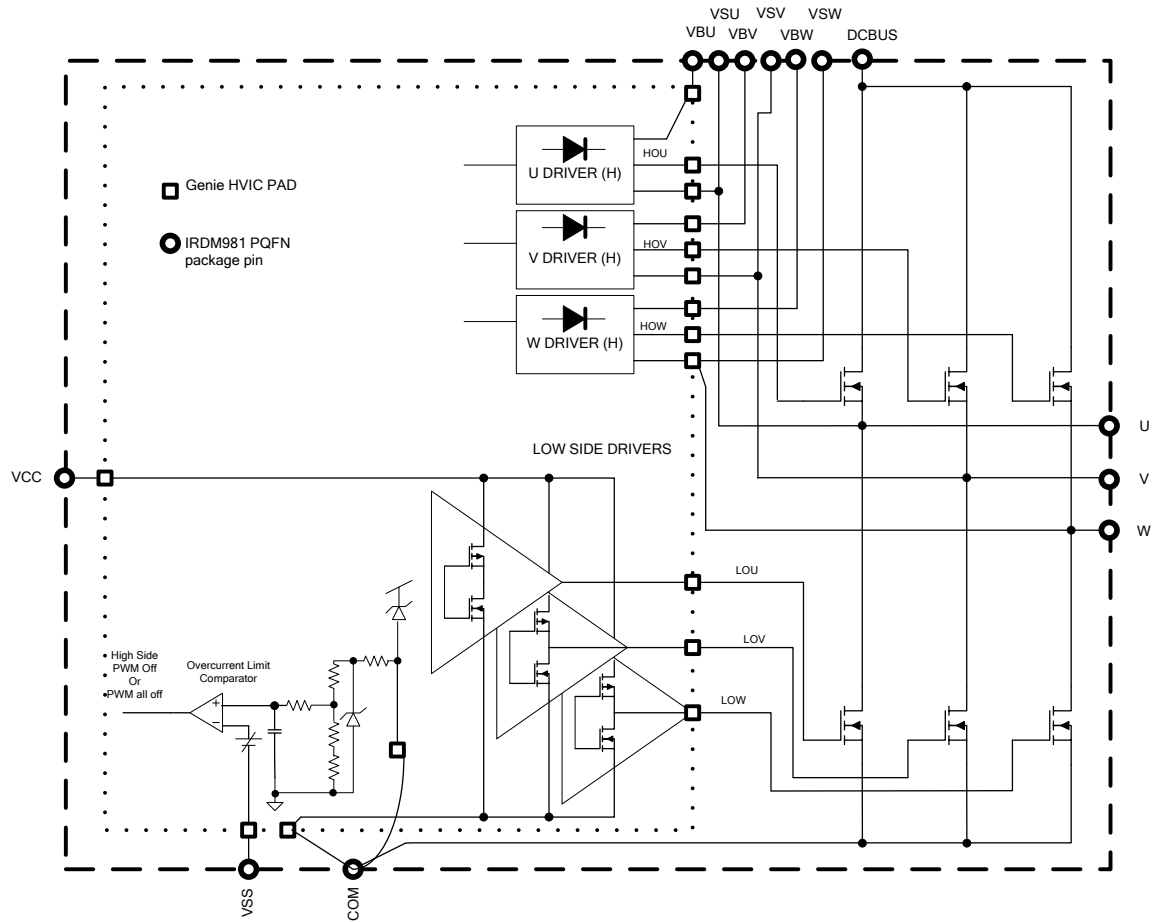 VSU
VSV
VSW
VBU
VBV
VBW
DCBUS
HOU
U DRIVER (H)
Genie HVIC PAD
HOV
V DRIVER (H)
IRDM981 PQFN
package pin
HOW
W DRIVER (H)
U
LOW SIDE DRIVERS
VCC
V
W
LOU
LOV
High Side
PWM Off
Or
PWM all off
Overcurrent Limit
Comparator
+
−
LOW
VSS
COM